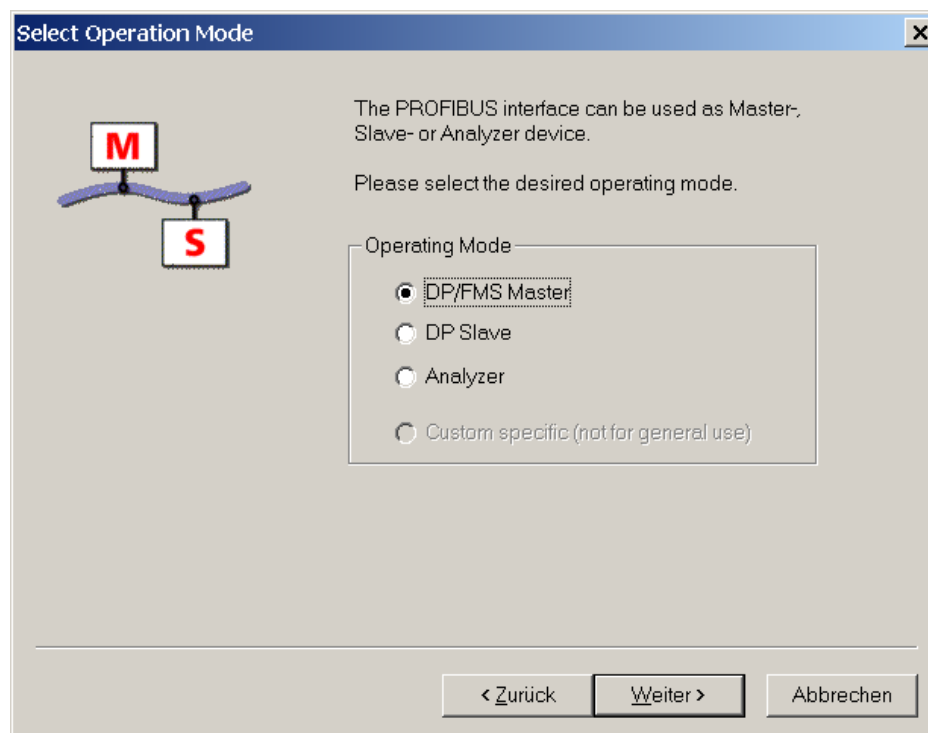 Select Operation Mode
M
S
The PROFIBUS interface can be used as Master-,
Slave- or Analyzer device.
Please select the desired operating mode.
Operating Mode
DP/FMS Master
DP Slave
Analyzer
Custom specific (not for general use)
< Zurück
Weiter >
Abbrechen